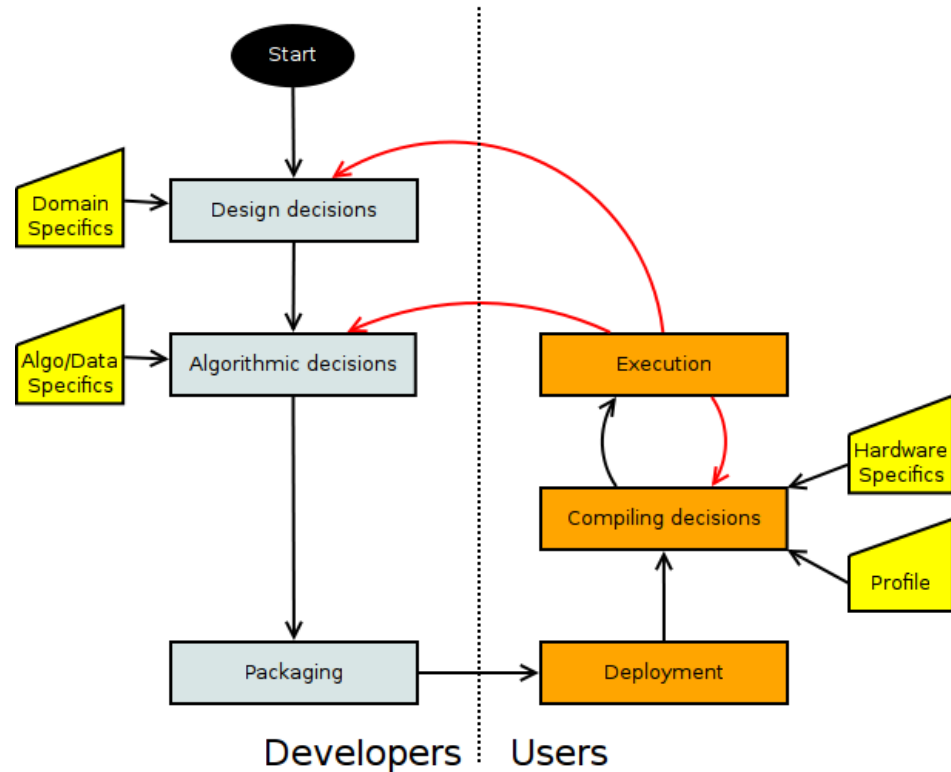 Start
Domain
Specifics
Design decisions
Algo/Data
Specifics
Algorithmic decisions
Execution
Hardware
Specifics
Compiling decisions
Profile
Packaging
Deployment
Developers
Users